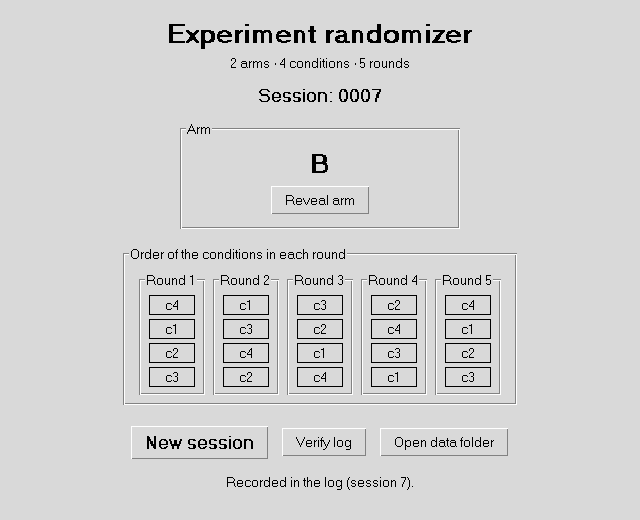 Experiment randomizer
2 arms · 4 conditions · 5 rounds
Session: 0007
Arm
B
Reveal arm
Order of the conditions in each round
Round 1 Round 2 Round 3 Round 4 Round 5
c4 c1 c3 c2 c4
c1 c3 c2 c4 c1
c2 c4 c1 c3 c2
c3 c2 c4 c1 c3
New session Verify log Open data folder
Recorded in the log (session 7).